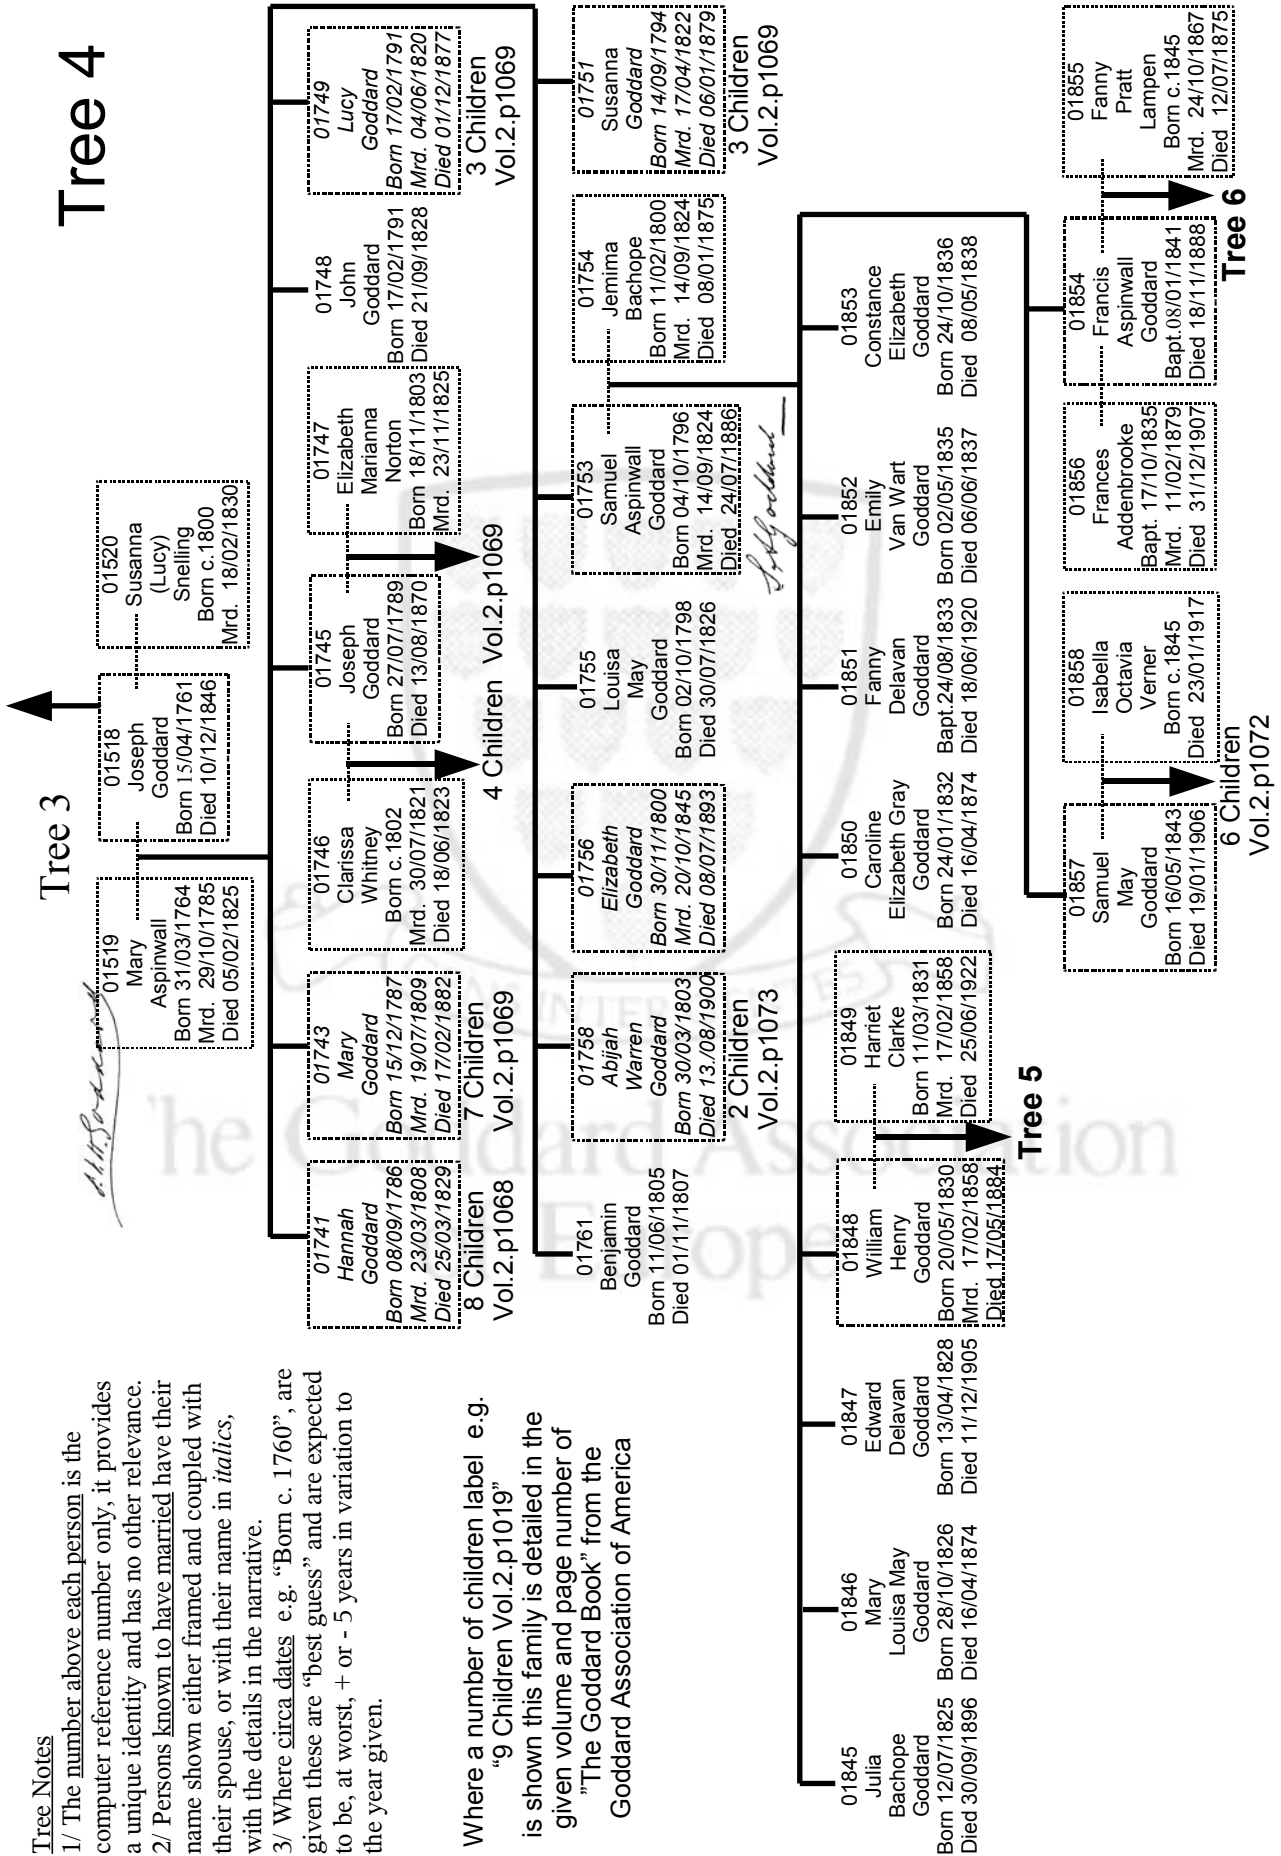 Tree 4
Tree 3
Tree Notes
1/ The number above each person is the
computer reference number only, it provides
a unique identity and has no other relevance.
2/ Persons known to have married have their
name shown either framed and coupled with
their spouse, or with their name in italics,
with the details in the narrative.
3/ Where circa dates e.g. “Born c. 1760”, are
given these are “best guess” and are expected
to be, at worst, + or - 5 years in variation to
the year given.
Where a number of children label e.g.
“9 Children Vol.2.p1019”
is shown this family is detailed in the
given volume and page number of
”The Goddard Book” from the
Goddard Association of America
01519
Mary
Aspinwall
Born 31/03/1764
Mrd. 29/10/1785
Died 05/02/1825
01518
Joseph
Goddard
Born 15/04/1761
Died 10/12/1846
01520
Susanna
(Lucy)
Snelling
Born c.1800
Mrd. 18/02/1830
01741
Hannah
Goddard
Born 08/09/1786
Mrd. 23/03/1808
Died 25/03/1829
8 Children
Vol.2.p1068
01743
Mary
Goddard
Born 15/12/1787
Mrd. 19/07/1809
Died 17/02/1882
7 Children
Vol.2.p1069
01746
Clarissa
Whitney
Born c.1802
Mrd. 30/07/1821
Died 18/06/1823
01745
Joseph
Goddard
Born 27/07/1789
Died 13/08/1870
4 Children Vol.2.p1069
01747
Elizabeth
Marianna
Norton
Born 18/11/1803
Mrd. 23/11/1825
01748
John
Goddard
Born 17/02/1791
Died 21/09/1828
01749
Lucy
Goddard
Born 17/02/1791
Mrd. 04/06/1820
Died 01/12/1877
3 Children
Vol.2.p1069
01761
Benjamin
Goddard
Born 11/06/1805
Died 01/11/1807
01758
Abijah
Warren
Goddard
Born 30/03/1803
Died 13./08/1900
2 Children
Vol.2.p1073
01756
Elizabeth
Goddard
Born 30/11/1800
Mrd. 20/10/1845
Died 08/07/1893
01755
Louisa
May
Goddard
Born 02/10/1798
Died 30/07/1826
01753
Samuel
Aspinwall
Goddard
Born 04/10/1796
Mrd. 14/09/1824
Died 24/07/1886
01754
Jemima
Bachope
Born 11/02/1800
Mrd. 14/09/1824
Died 08/01/1875
01751
Susanna
Goddard
Born 14/09/1794
Mrd. 17/04/1822
Died 06/01/1879
3 Children
Vol.2.p1069
01845
Julia
Bachope
Goddard
Born 12/07/1825
Died 30/09/1896
01846
Mary
Louisa May
Goddard
Born 28/10/1826
Died 16/04/1874
01847
Edward
Delavan
Goddard
Born 13/04/1828
Died 11/12/1905
01848
William
Henry
Goddard
Born 20/05/1830
Mrd. 17/02/1858
Died 17/05/1884
01849
Harriet
Clarke
Born 11/03/1831
Mrd. 17/02/1858
Died 25/06/1922
Tree 5
01850
Caroline
Elizabeth Gray
Goddard
Born 24/01/1832
Died 16/04/1874
01851
Fanny
Delavan
Goddard
Bapt.24/08/1833
Died 18/06/1920
01852
Emily
Van Wart
Goddard
Born 02/05/1835
Died 06/06/1837
01853
Constance
Elizabeth
Goddard
Born 24/10/1836
Died 08/05/1838
01857
Samuel
May
Goddard
Born 16/05/1843
Died 19/01/1906
01858
Isabella
Octavia
Verner
Born c.1845
Died 23/01/1917
6 Children
Vol.2.p1072
01856
Frances
Addenbrooke
Bapt. 17/10/1835
Mrd. 11/02/1879
Died 31/12/1907
01854
Francis
Aspinwall
Goddard
Bapt.08/01/1841
Died 18/11/1888
01855
Fanny
Pratt
Lampen
Born c.1845
Mrd. 24/10/1867
Died 12/07/1875
Tree 6
The Goddard Association
of Europe